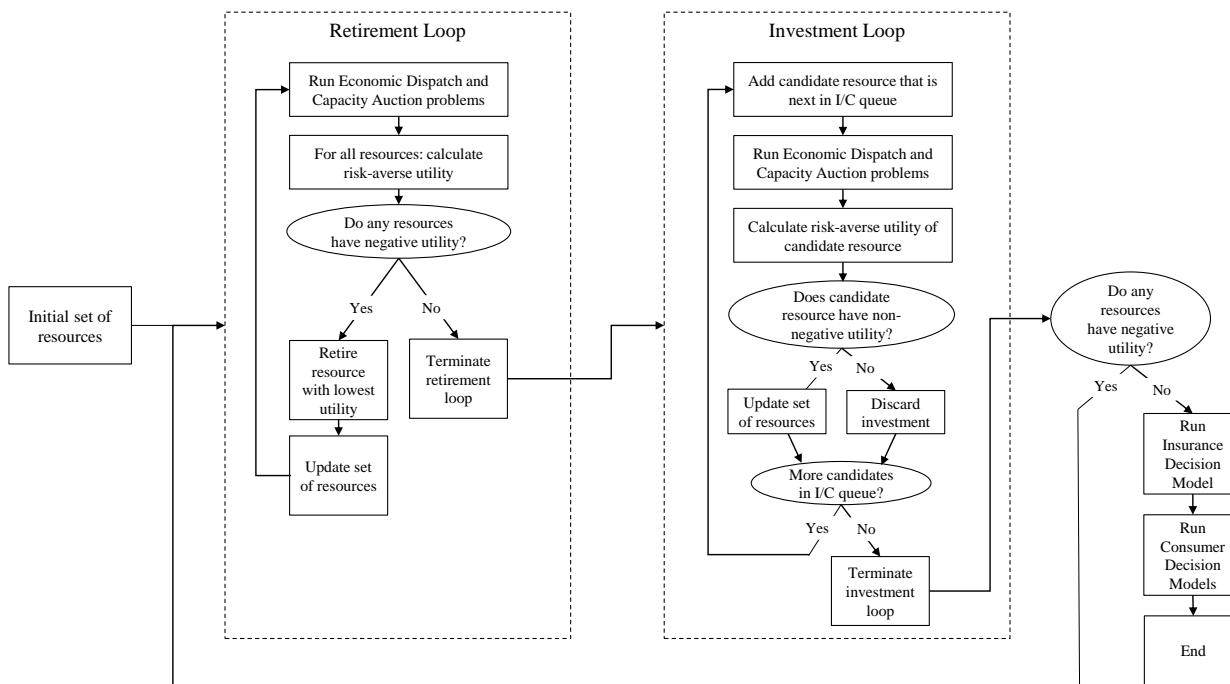 Initial set of
resources
Retirement Loop
Run Economic Dispatch and
Capacity Auction problems
For all resources: calculate
risk-averse utility
Do any resources
have negative utility?
Yes
No
Retire
resource
with lowest
utility
Terminate
retirement
loop
Update set
of resources
Investment Loop
Add candidate resource that is
next in I/C queue
Run Economic Dispatch and
Capacity Auction problems
Calculate risk-averse utility of
candidate resource
Does candidate
resource have non-
negative utility?
Yes
No
Update set
of resources
Discard
investment
More candidates
in I/C queue?
Yes
No
Terminate
investment
loop
Do any
resources
have negative
utility?
Yes
No
Run
Insurance
Decision
Model
Run
Consumer
Decision
Models
End